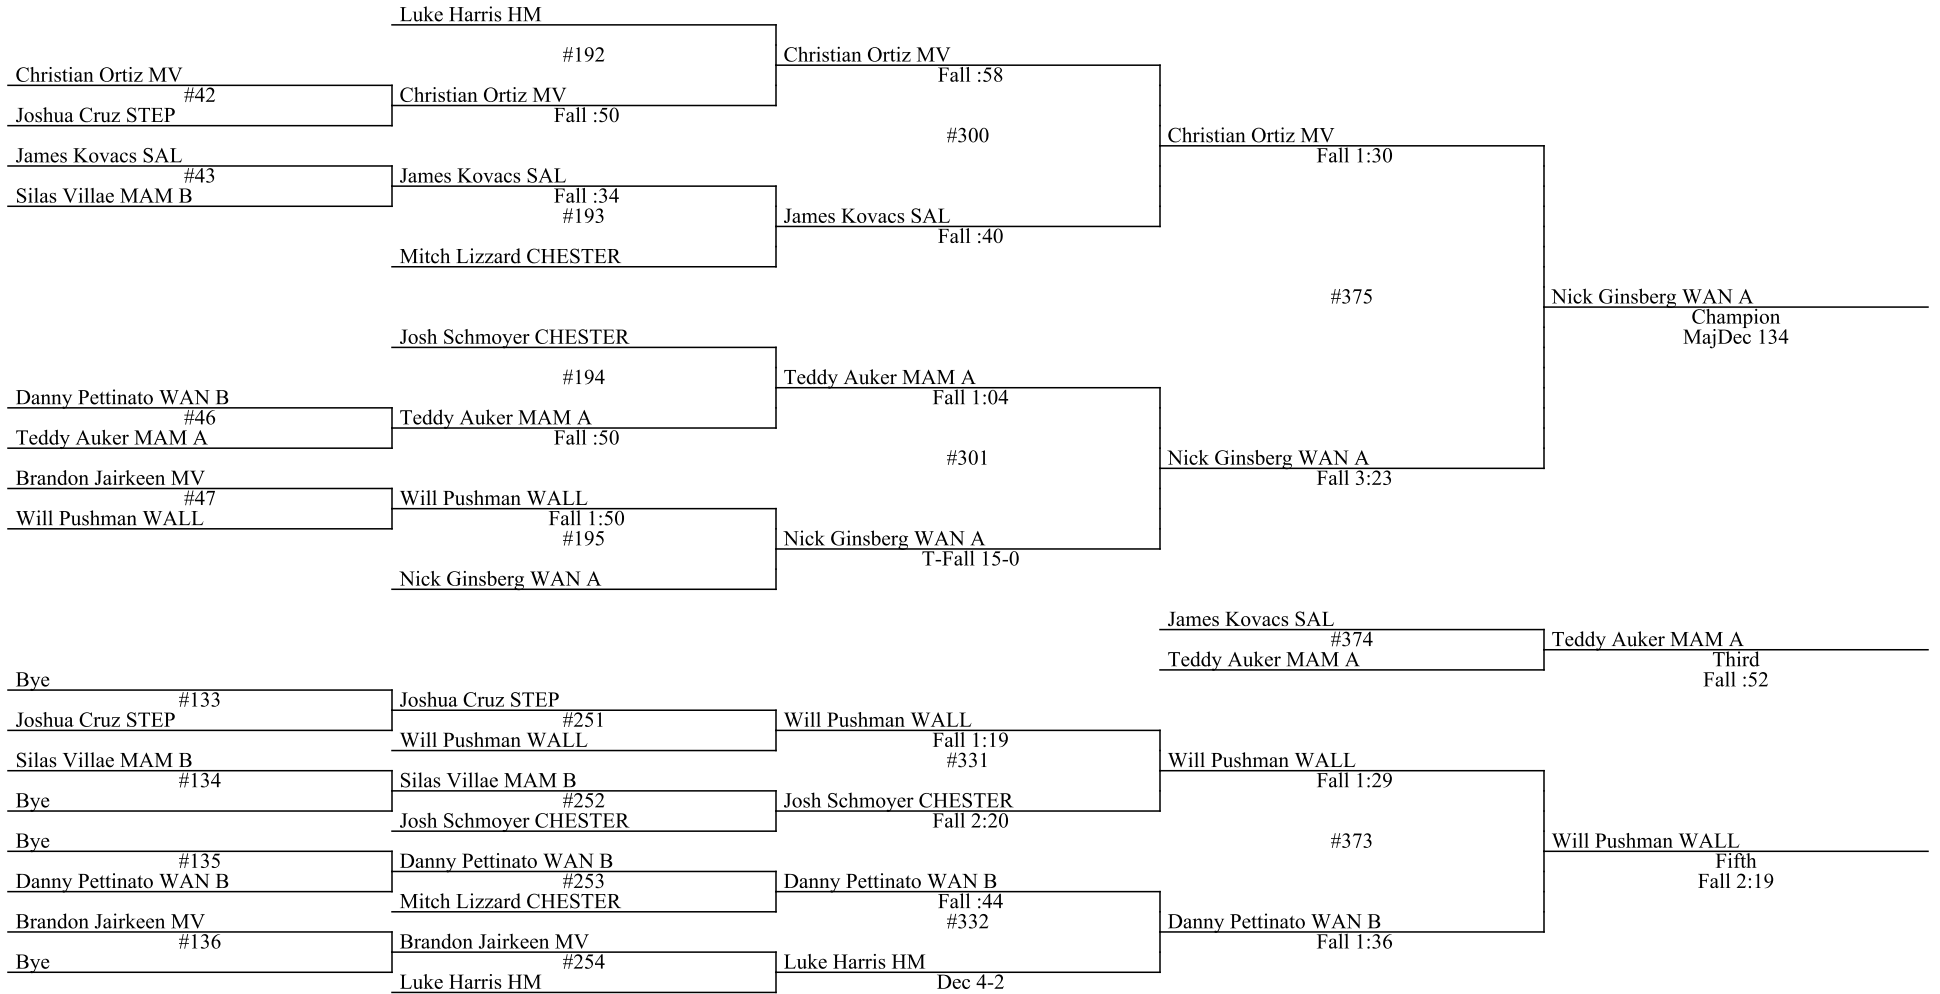 Luke Harris HM
#192
Christian Ortiz MV
Fall :58
Christian Ortiz MV
#42
Joshua Cruz STEP
Christian Ortiz MV
Fall :50
#300
Christian Ortiz MV
Fall 1:30
James Kovacs SAL
#43
Silas Villae MAM B
James Kovacs SAL
Fall :34
#193
James Kovacs SAL
Fall :40
Mitch Lizzard CHESTER
#375
Nick Ginsberg WAN A
Champion
MajDec 134
Josh Schmoyer CHESTER
#194
Teddy Auker MAM A
Fall 1:04
Danny Pettinato WAN B
#46
Teddy Auker MAM A
Teddy Auker MAM A
Fall :50
#301
Nick Ginsberg WAN A
Fall 3:23
Brandon Jairkeen MV
#47
Will Pushman WALL
Will Pushman WALL
Fall 1:50
#195
Nick Ginsberg WAN A
T-Fall 15-0
Nick Ginsberg WAN A
James Kovacs SAL
#374
Teddy Auker MAM A
Teddy Auker MAM A
Third
Fall :52
Bye
#133
Joshua Cruz STEP
Joshua Cruz STEP
#251
Will Pushman WALL
Will Pushman WALL
Fall 1:19
#331
Silas Villae MAM B
#134
Bye
Silas Villae MAM B
#252
Josh Schmoyer CHESTER
Josh Schmoyer CHESTER
Fall 2:20
Will Pushman WALL
Fall 1:29
#373
Will Pushman WALL
Fifth
Fall 2:19
Bye
#135
Danny Pettinato WAN B
Danny Pettinato WAN B
#253
Mitch Lizzard CHESTER
Danny Pettinato WAN B
Fall :44
#332
Danny Pettinato WAN B
Fall 1:36
Brandon Jairkeen MV
#136
Bye
Brandon Jairkeen MV
#254
Luke Harris HM
Luke Harris HM
Dec 4-2